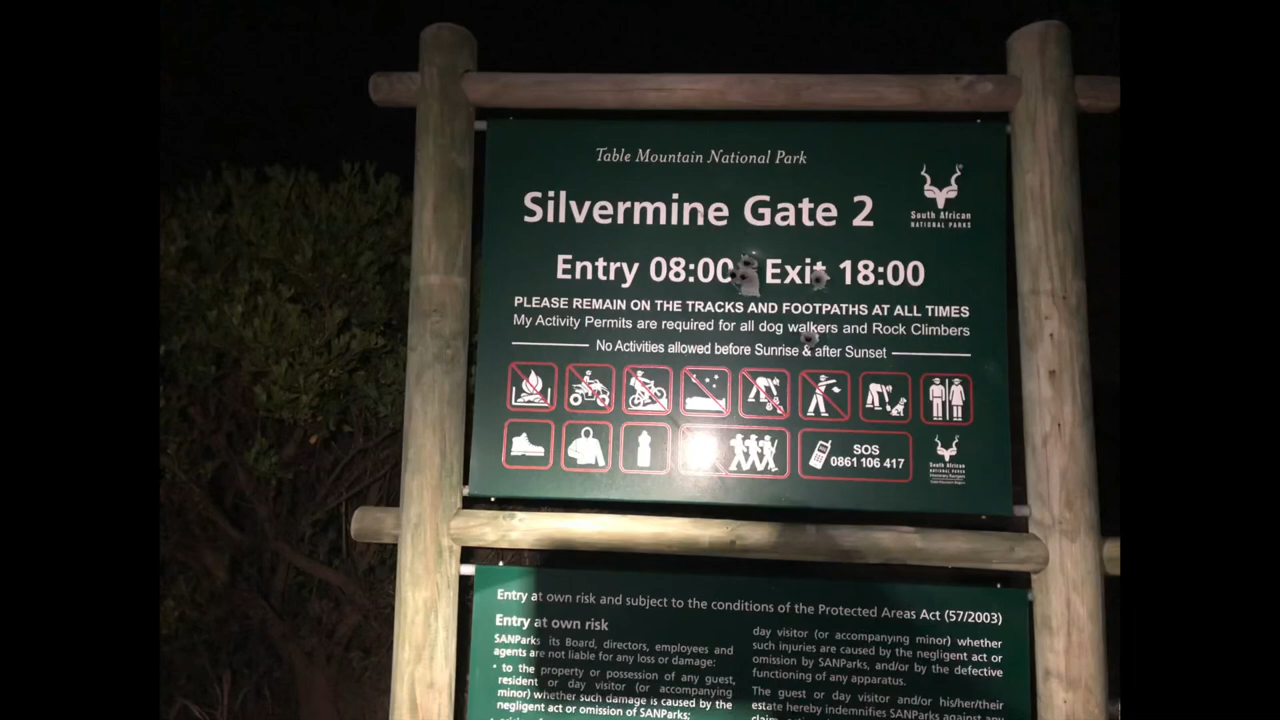 Table Mountain National Park
Silvermine Gate 2
South African
NATIONAL PARKS
Entry 08:00 Exit 18:00
PLEASE REMAIN ON THE TRACKS AND FOOTPATHS AT ALL TIMES
My Activity Permits are required for all dog walkers and Rock Climbers
No Activities allowed before Sunrise & after Sunset
SOS
0861 106 417
South African
NATIONAL PARKS
Entry at own risk and subject to the conditions of the Protected Areas Act (57/2003)
Entry at own risk
SANParks its Board, directors, employees and
agents are not liable for any loss or damage:
• to the property or possession of any guest,
resident or day visitor (or accompanying
minor) whether such damage is caused by the
negligent act or omission of SANParks;
day visitor (or accompanying minor) whether
such injuries are caused by the negligent act or
omission by SANParks, and/or by the defective
functioning of any apparatus.
The guest or day visitor and/or his/her/their
estate hereby indemnifies SANParks against any